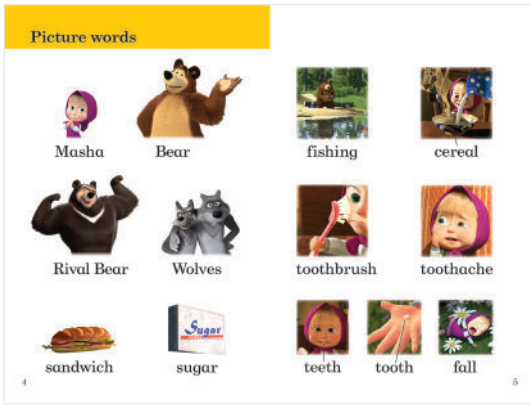 Picture words
Masha Bear
Rival Bear Wolves
Sugar
sandwich sugar
4
fishing cereal
toothbrush toothache
teeth tooth fall
5